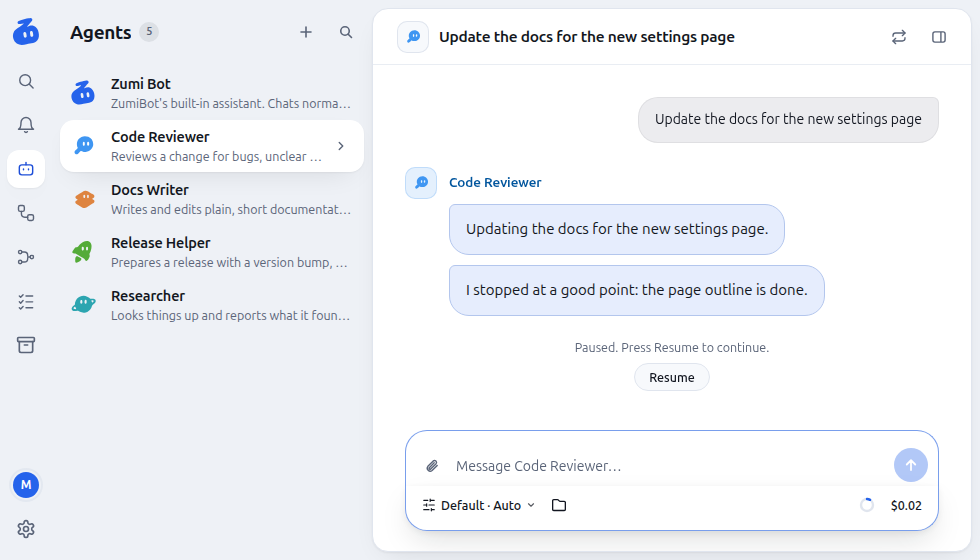 Agents 5
Zumi Bot
ZumiBot's built-in assistant. Chats norma…
Code Reviewer
Reviews a change for bugs, unclear …
Docs Writer
Writes and edits plain, short documentat…
Release Helper
Prepares a release with a version bump, …
Researcher
Looks things up and reports what it foun…
M
Update the docs for the new settings page
Update the docs for the new settings page
Code Reviewer
Updating the docs for the new settings page.
I stopped at a good point: the page outline is done.
Paused. Press Resume to continue.
Resume
Message Code Reviewer…
Default · Auto
$0.02